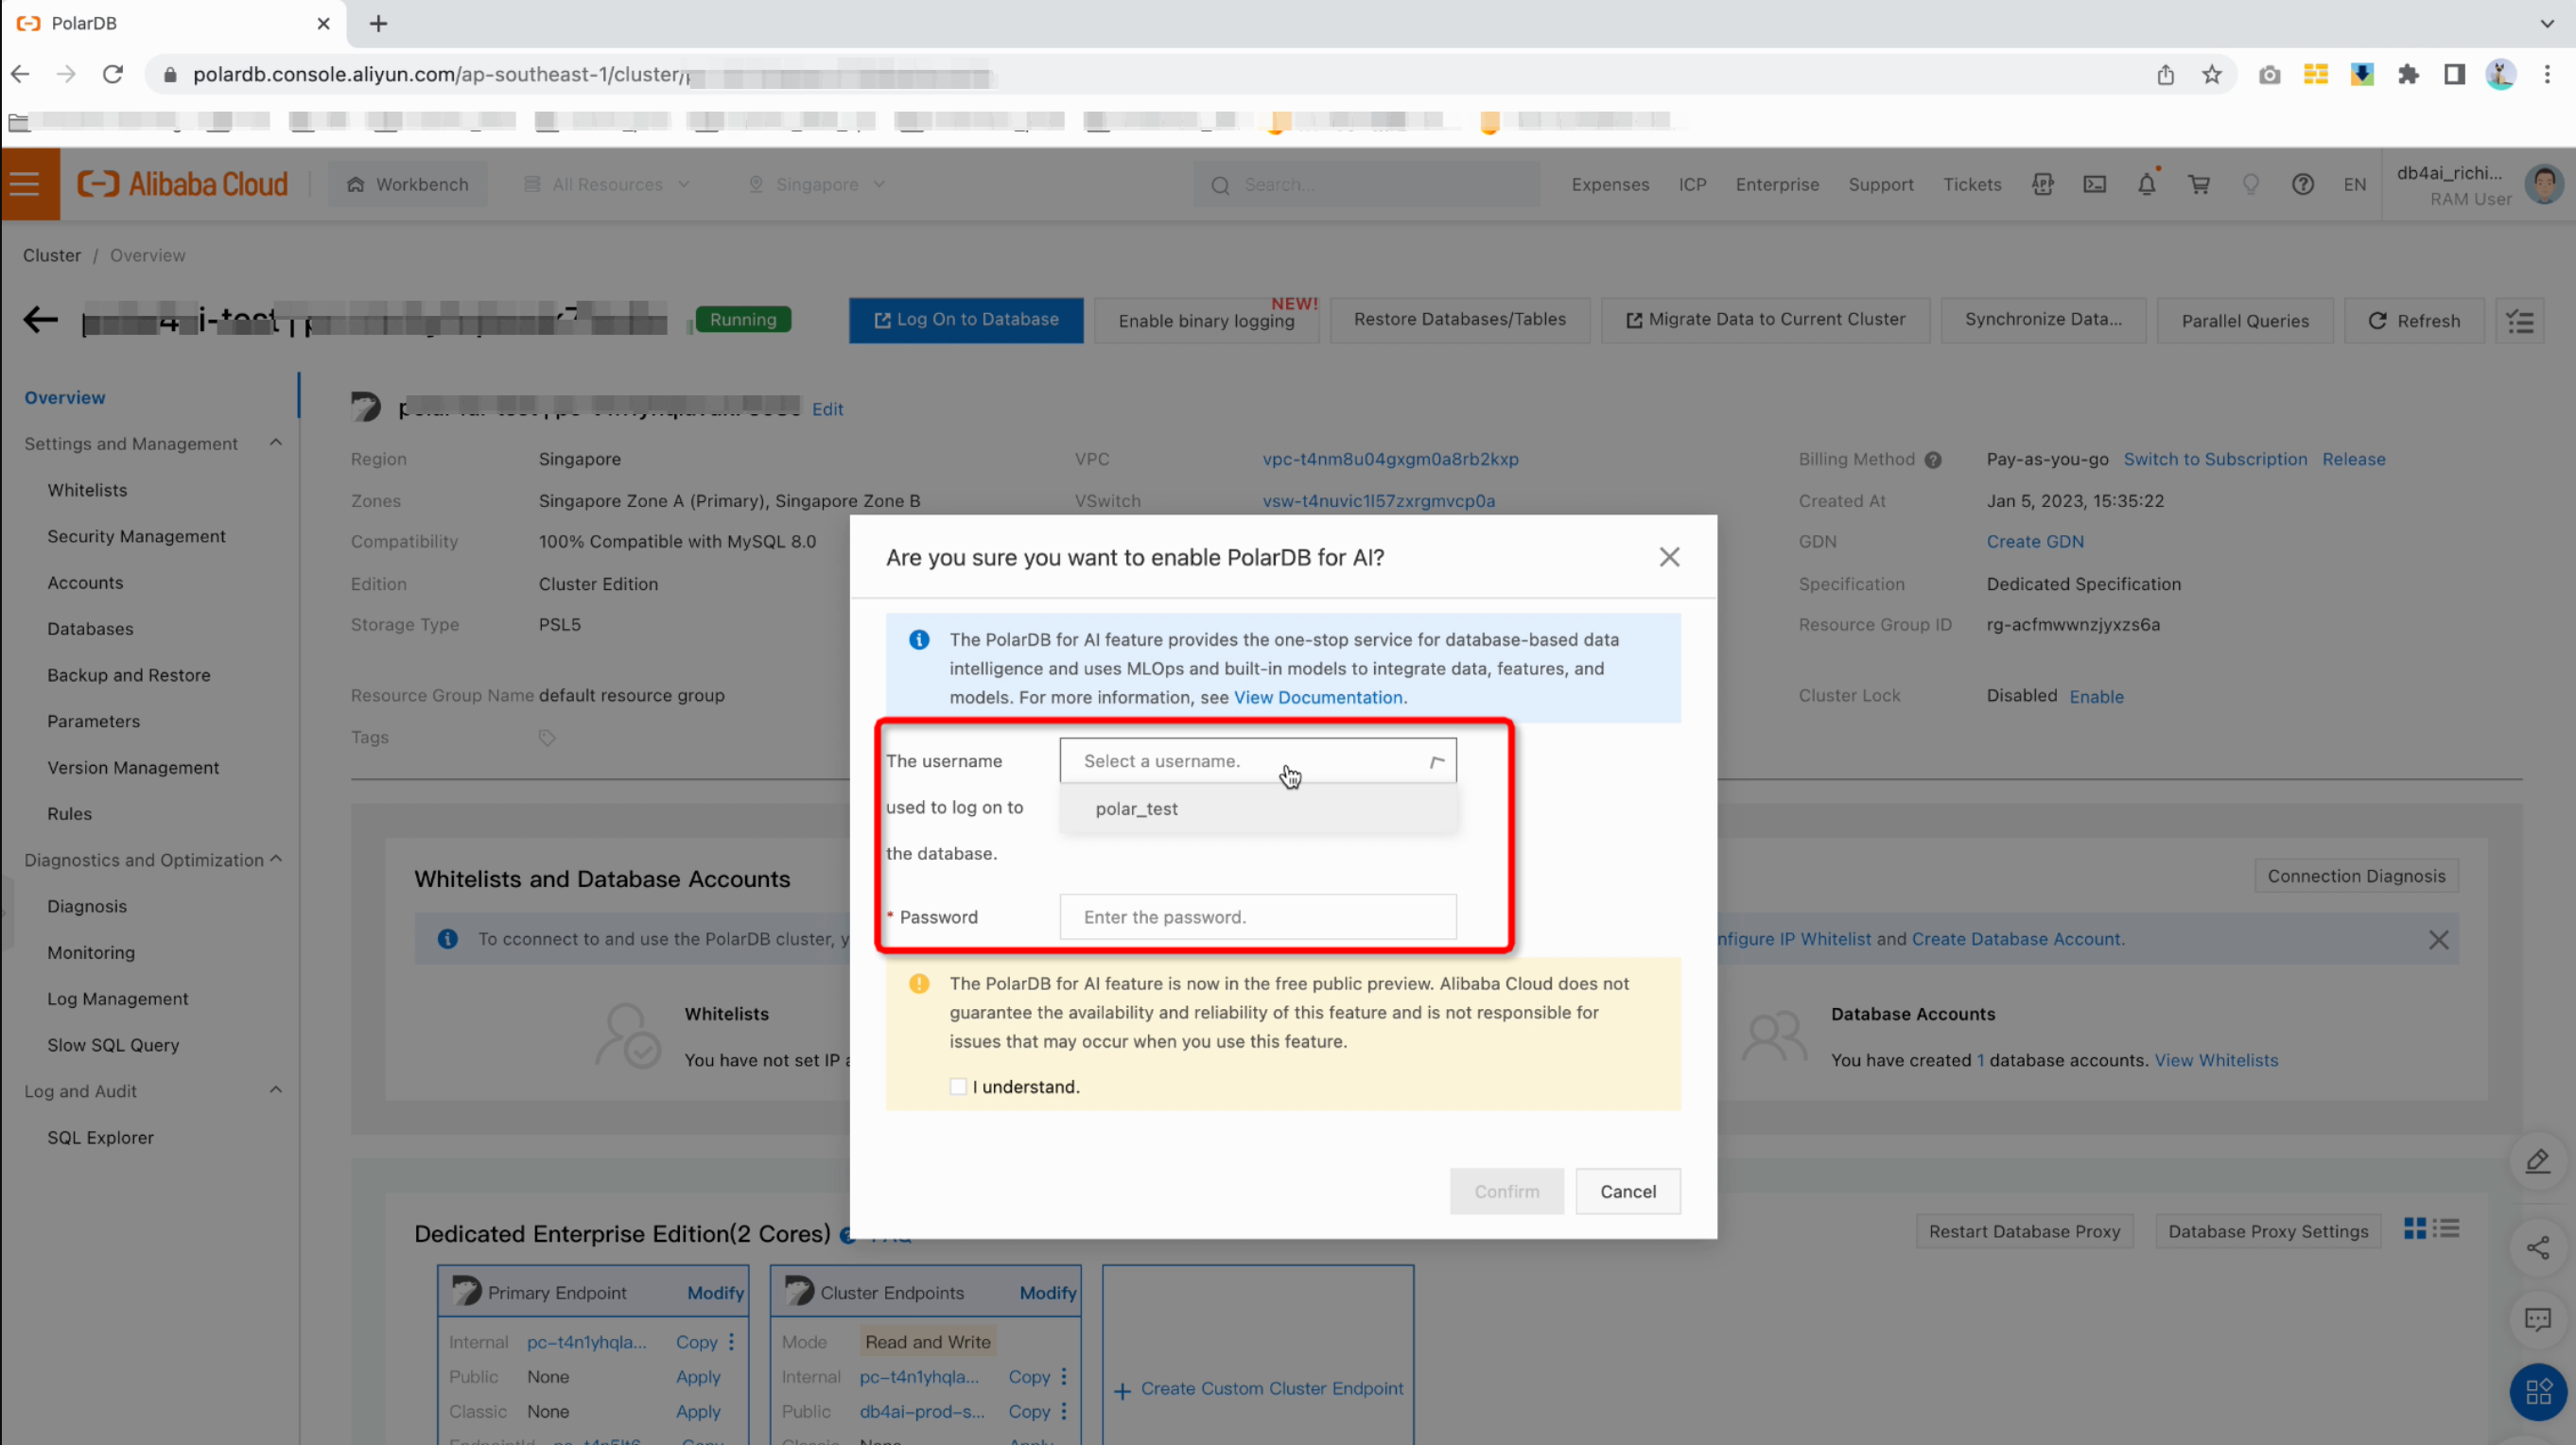 PolarDB
polardb.console.aliyun.com/ap-southeast-1/cluster/
Alibaba Cloud
Workbench
All Resources
Singapore
Search...
Expenses
ICP
Enterprise
Support
Tickets
EN
db4ai_richi...
RAM User
Cluster / Overview
Running
Log On to Database
Enable binary logging
NEW!
Restore Databases/Tables
Migrate Data to Current Cluster
Synchronize Data...
Parallel Queries
Refresh
Overview
Settings and Management
Whitelists
Security Management
Accounts
Databases
Backup and Restore
Parameters
Version Management
Rules
Diagnostics and Optimization
Diagnosis
Monitoring
Log Management
Slow SQL Query
Log and Audit
SQL Explorer
Edit
Region Singapore
VPC vpc-t4nm8u04gxgm0a8rb2kxp
Billing Method Pay-as-you-go Switch to Subscription Release
Zones Singapore Zone A (Primary), Singapore Zone B
VSwitch vsw-t4nuvic1l57zxrgmvcp0a
Created At Jan 5, 2023, 15:35:22
Compatibility 100% Compatible with MySQL 8.0
GDN Create GDN
Edition Cluster Edition
Specification Dedicated Specification
Storage Type PSL5
Resource Group ID rg-acfmwwnzjyxzs6a
Resource Group Name default resource group
Cluster Lock Disabled Enable
Tags
Are you sure you want to enable PolarDB for AI?
The PolarDB for AI feature provides the one-stop service for database-based data
intelligence and uses MLOps and built-in models to integrate data, features, and
models. For more information, see View Documentation.
The username
used to log on to
the database.
Select a username.
polar_test
* Password
Enter the password.
The PolarDB for AI feature is now in the free public preview. Alibaba Cloud does not
guarantee the availability and reliability of this feature and is not responsible for
issues that may occur when you use this feature.
I understand.
Confirm
Cancel
Whitelists and Database Accounts
Connection Diagnosis
To cconnect to and use the PolarDB cluster, y
nfigure IP Whitelist and Create Database Account.
Whitelists
You have not set IP a
Database Accounts
You have created 1 database accounts. View Whitelists
Dedicated Enterprise Edition(2 Cores)
Restart Database Proxy
Database Proxy Settings
Primary Endpoint Modify
Internal pc-t4n1yhqla... Copy
Public None Apply
Classic None Apply
Cluster Endpoints Modify
Mode Read and Write
Internal pc-t4n1yhqla... Copy
Public db4ai-prod-s... Copy
Create Custom Cluster Endpoint